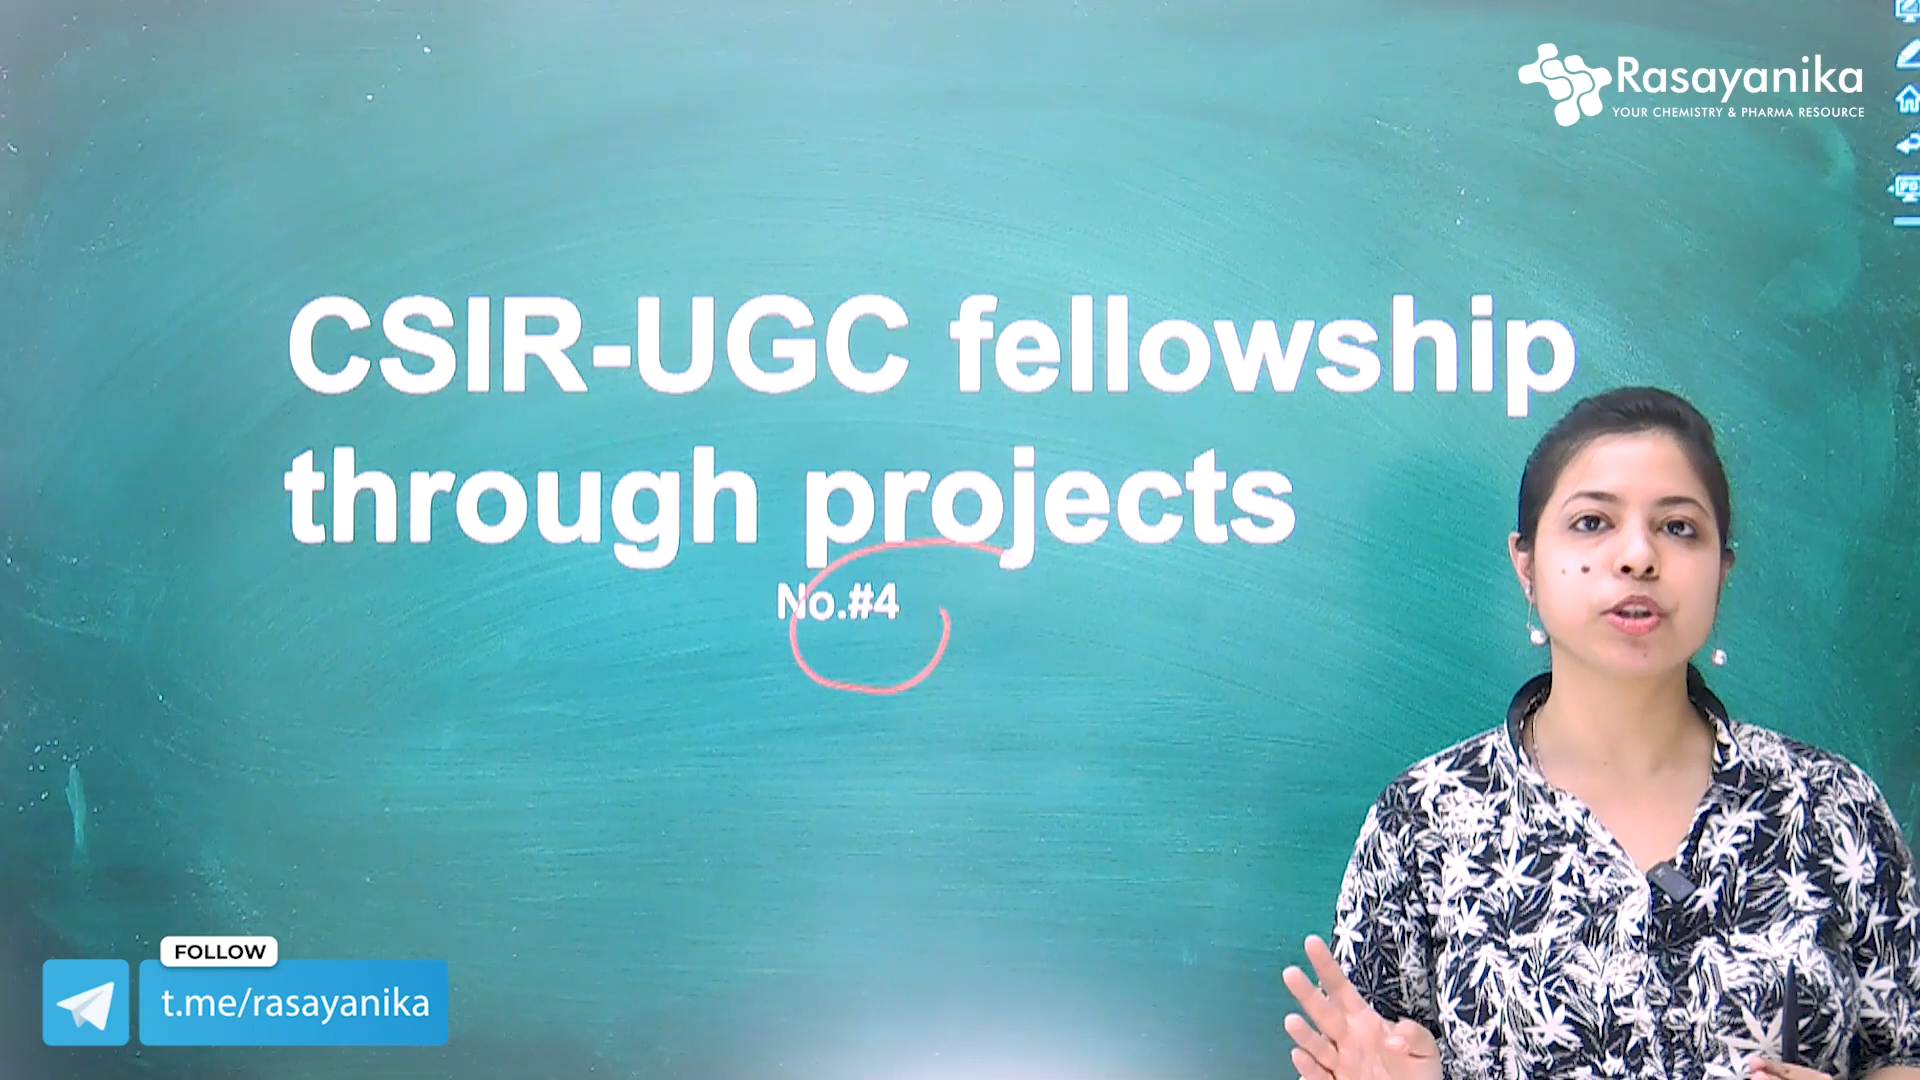 Rasayanika
YOUR CHEMISTRY & PHARMA RESOURCE
CSIR-UGC fellowship
through projects
No.#4
FOLLOW
t.me/rasayanika